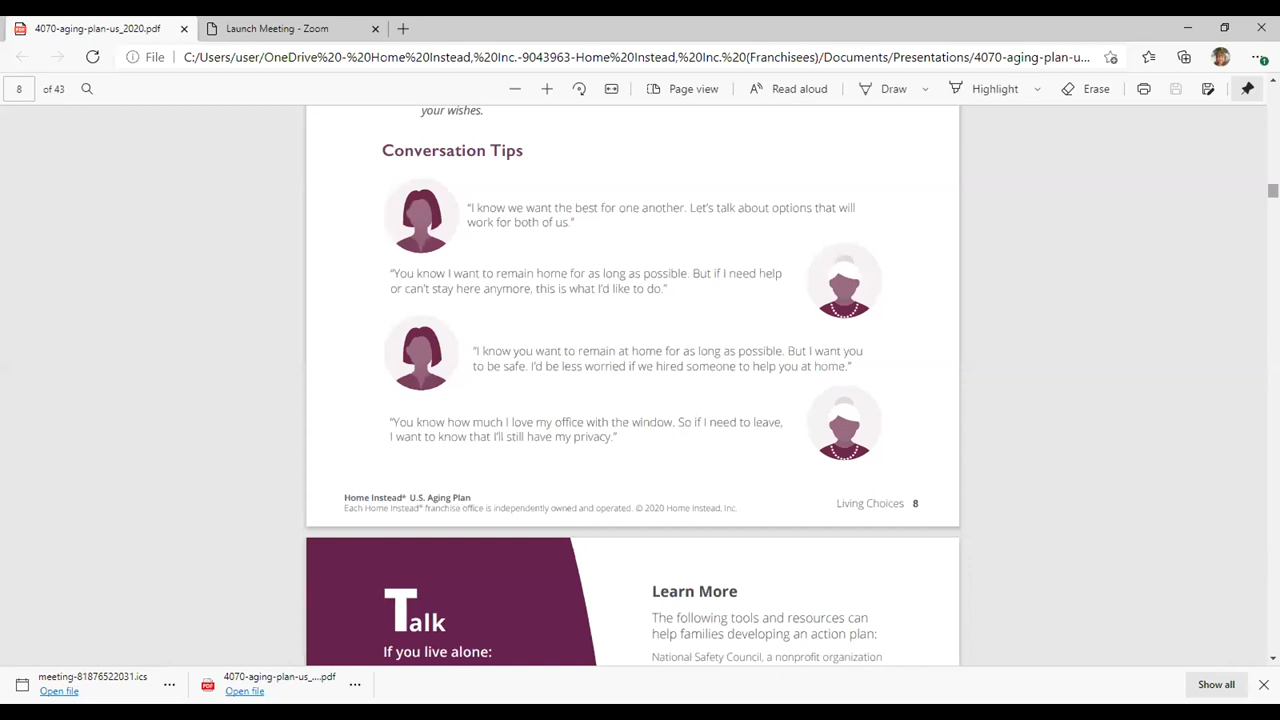 4070-aging-plan-us_2020.pdf
Launch Meeting - Zoom
File
C:/Users/user/OneDrive%20-%20Home%20Instead,%20Inc.-9043963-Home%20Instead,%20Inc.%20(Franchisees)/Documents/Presentations/4070-aging-plan-u...
8 of 43
Page view
Read aloud
Draw
Highlight
Erase
your wishes.
Conversation Tips
“I know we want the best for one another. Let’s talk about options that will
work for both of us.”
“You know I want to remain home for as long as possible. But if I need help
or can’t stay here anymore, this is what I’d like to do.”
“I know you want to remain at home for as long as possible. But I want you
to be safe. I’d be less worried if we hired someone to help you at home.”
“You know how much I love my office with the window. So if I need to leave,
I want to know that I’ll still have my privacy.”
Home Instead® U.S. Aging Plan
Each Home Instead® franchise office is independently owned and operated. © 2020 Home Instead, Inc.
Living Choices 8
Talk
If you live alone:
Learn More
The following tools and resources can
help families developing an action plan:
National Safety Council, a nonprofit organization
meeting-81876522031.ics
Open file
4070-aging-plan-us_....pdf
Open file
Show all